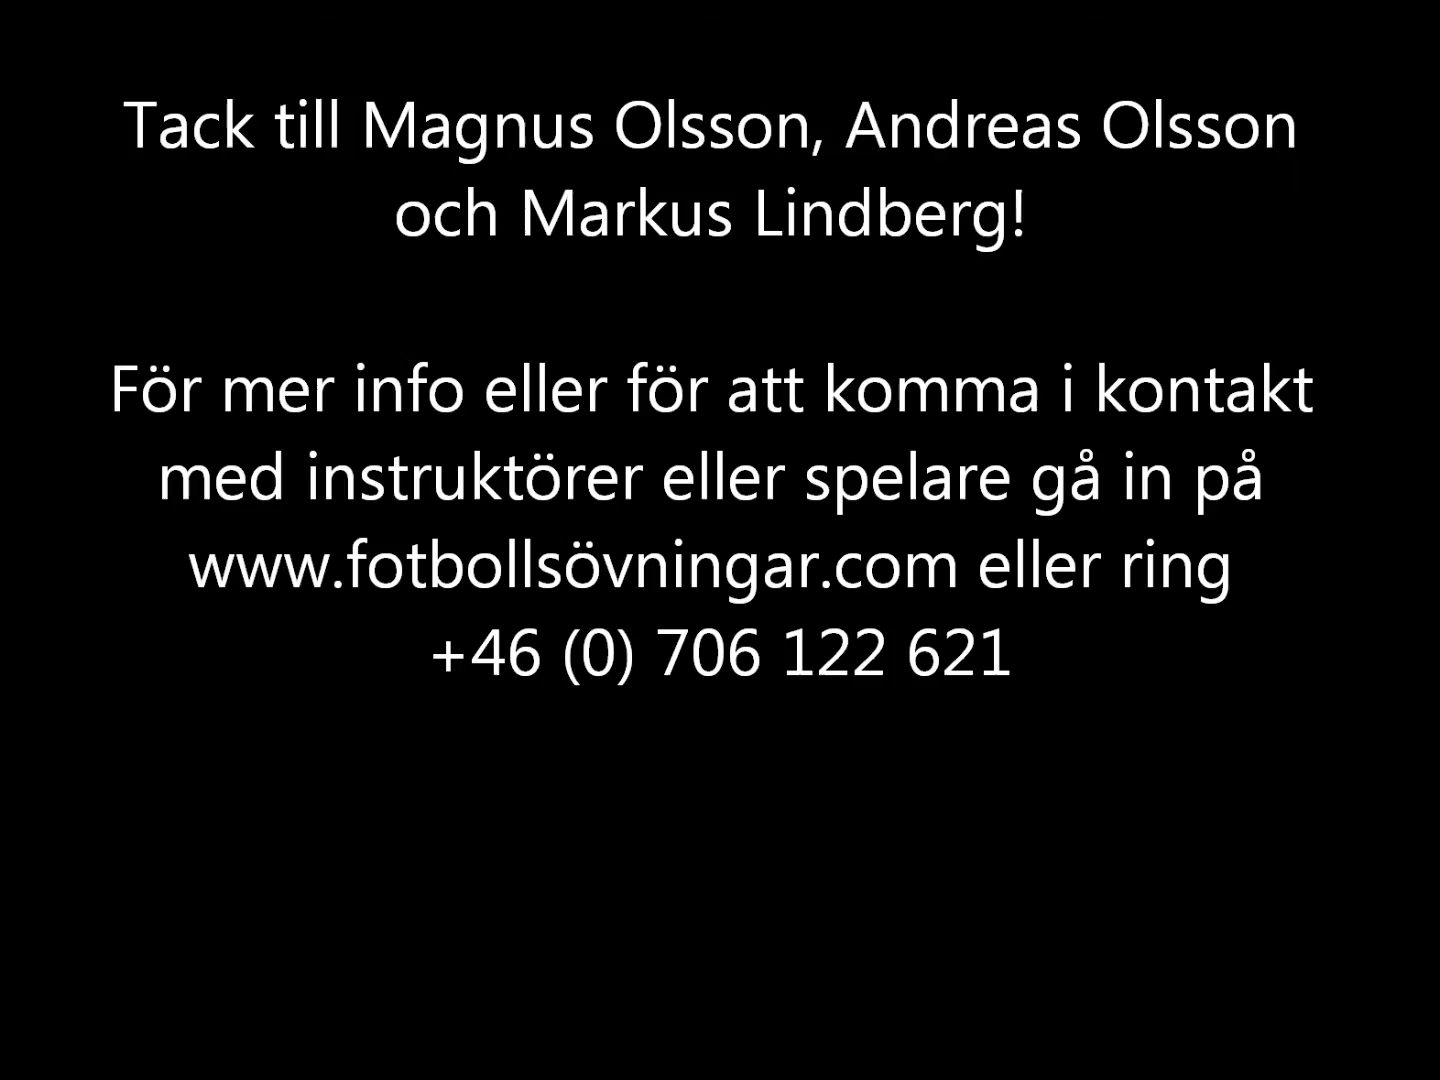 Tack till Magnus Olsson, Andreas Olsson
och Markus Lindberg!
För mer info eller för att komma i kontakt
med instruktörer eller spelare gå in på
www.fotbollsövningar.com eller ring
+46 (0) 706 122 621